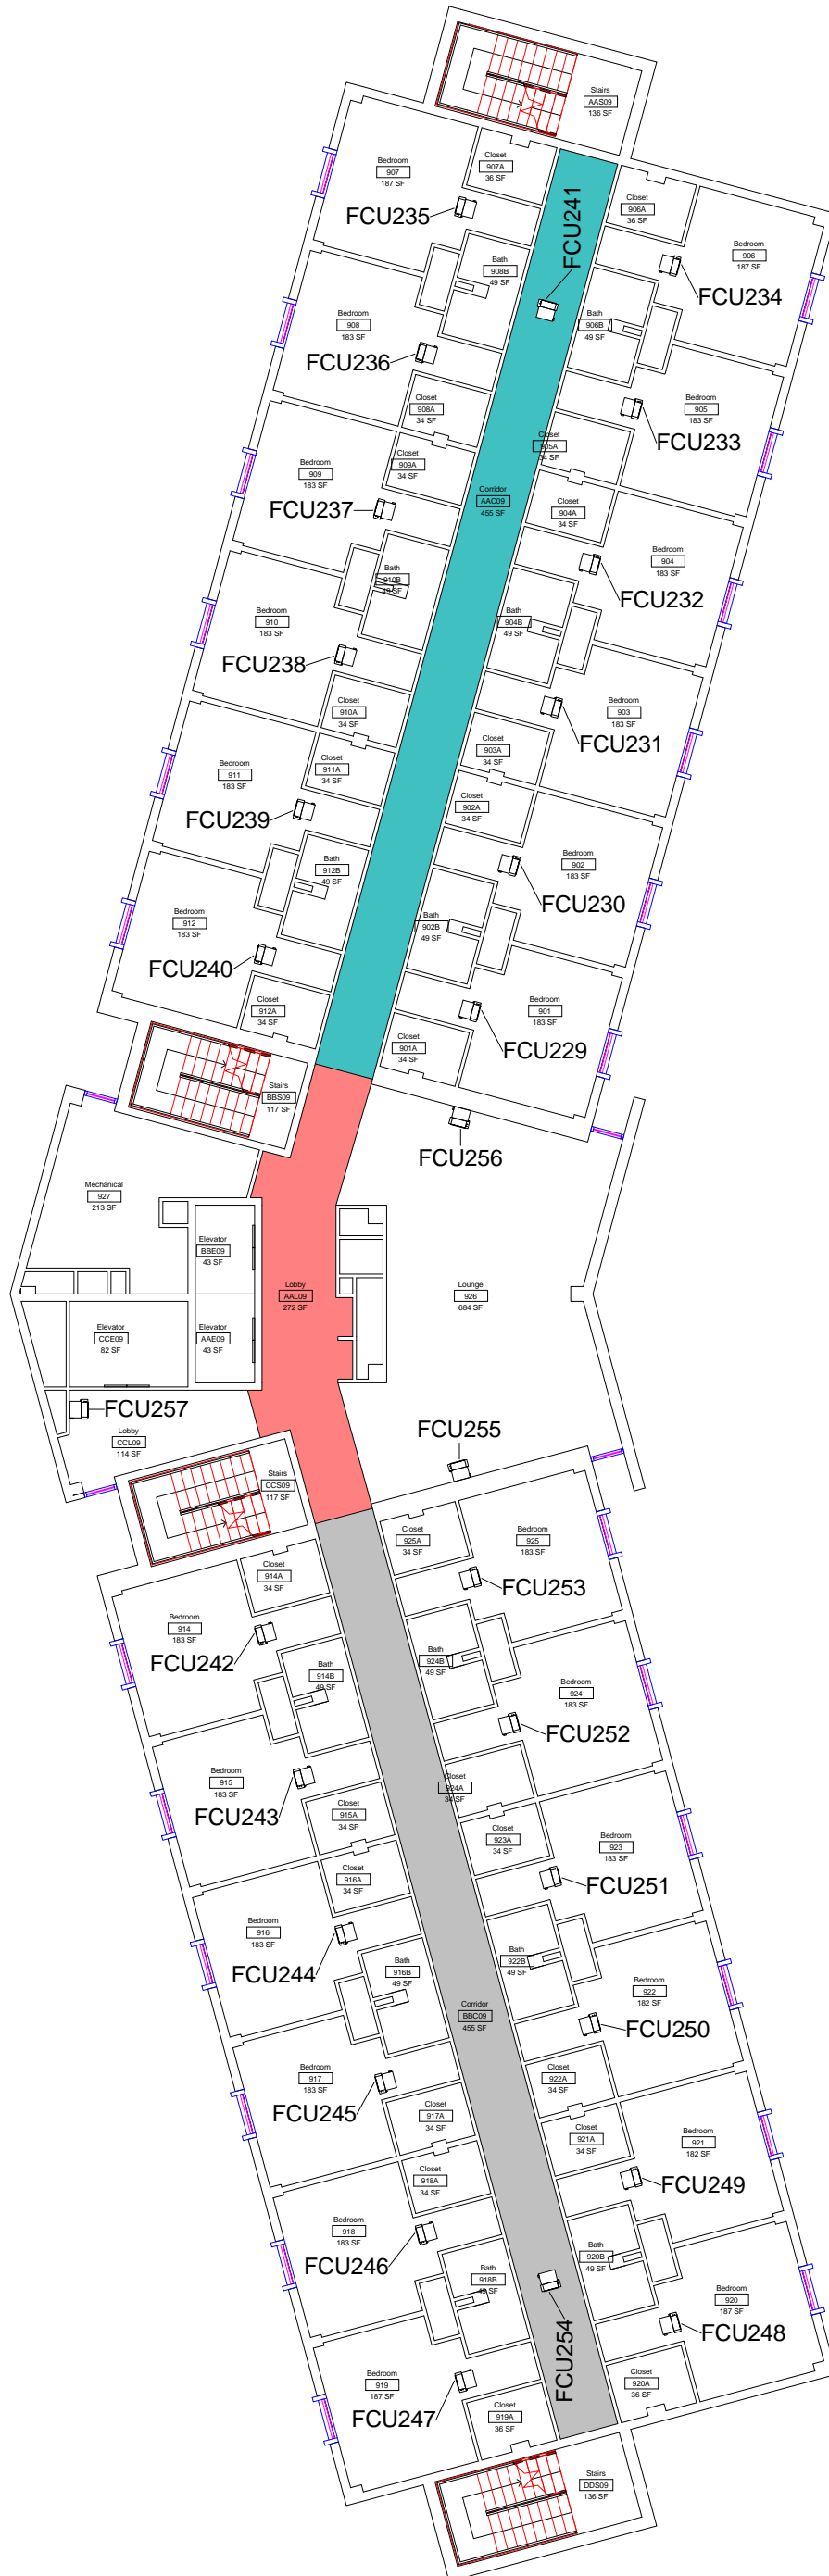 Stairs
AAS09
136 SF
Bedroom
907
187 SF
Closet
907A
36 SF
FCU235
FCU241
Closet
906A
36 SF
Bedroom
906
187 SF
FCU234
Bath
908B
49 SF
Bedroom
908
183 SF
FCU236
Bath
906B
49 SF
Closet
908A
34 SF
Bedroom
905
183 SF
FCU233
Closet
905A
34 SF
Bedroom
909
183 SF
Closet
909A
34 SF
FCU237
Corridor
AAC09
455 SF
Closet
904A
34 SF
Bedroom
904
183 SF
FCU232
Bath
910B
49 SF
Bedroom
910
183 SF
FCU238
Bath
904B
49 SF
Closet
910A
34 SF
Bedroom
903
183 SF
FCU231
Closet
903A
34 SF
Bedroom
911
183 SF
Closet
911A
34 SF
FCU239
Closet
902A
34 SF
Bedroom
902
183 SF
FCU230
Bath
912B
49 SF
Bedroom
912
183 SF
FCU240
Bath
902B
49 SF
Closet
912A
34 SF
Bedroom
901
183 SF
FCU229
Closet
901A
34 SF
Stairs
BBS09
117 SF
FCU256
Mechanical
927
213 SF
Elevator
BBE09
43 SF
Lobby
AAL09
272 SF
Lounge
926
684 SF
Elevator
CCE09
82 SF
Elevator
AAE09
43 SF
FCU257
Lobby
CCL09
114 SF
FCU255
Stairs
CCS09
117 SF
Closet
925A
34 SF
Bedroom
925
183 SF
FCU253
Closet
914A
34 SF
Bedroom
914
183 SF
FCU242
Bath
914B
49 SF
Bath
924B
49 SF
Bedroom
924
183 SF
FCU252
Bedroom
915
183 SF
FCU243
Closet
915A
34 SF
Closet
924A
34 SF
Closet
923A
34 SF
Bedroom
923
183 SF
FCU251
Closet
916A
34 SF
Bedroom
916
183 SF
FCU244
Bath
916B
49 SF
Bath
922B
49 SF
Bedroom
922
182 SF
FCU250
Corridor
BBC09
455 SF
Bedroom
917
183 SF
FCU245
Closet
917A
34 SF
Closet
922A
34 SF
Closet
921A
34 SF
Bedroom
921
182 SF
FCU249
Closet
918A
34 SF
Bedroom
918
183 SF
FCU246
Bath
918B
49 SF
Bath
920B
49 SF
Bedroom
920
187 SF
FCU248
FCU254
Bedroom
919
187 SF
FCU247
Closet
919A
36 SF
Closet
920A
36 SF
Stairs
DDS09
136 SF